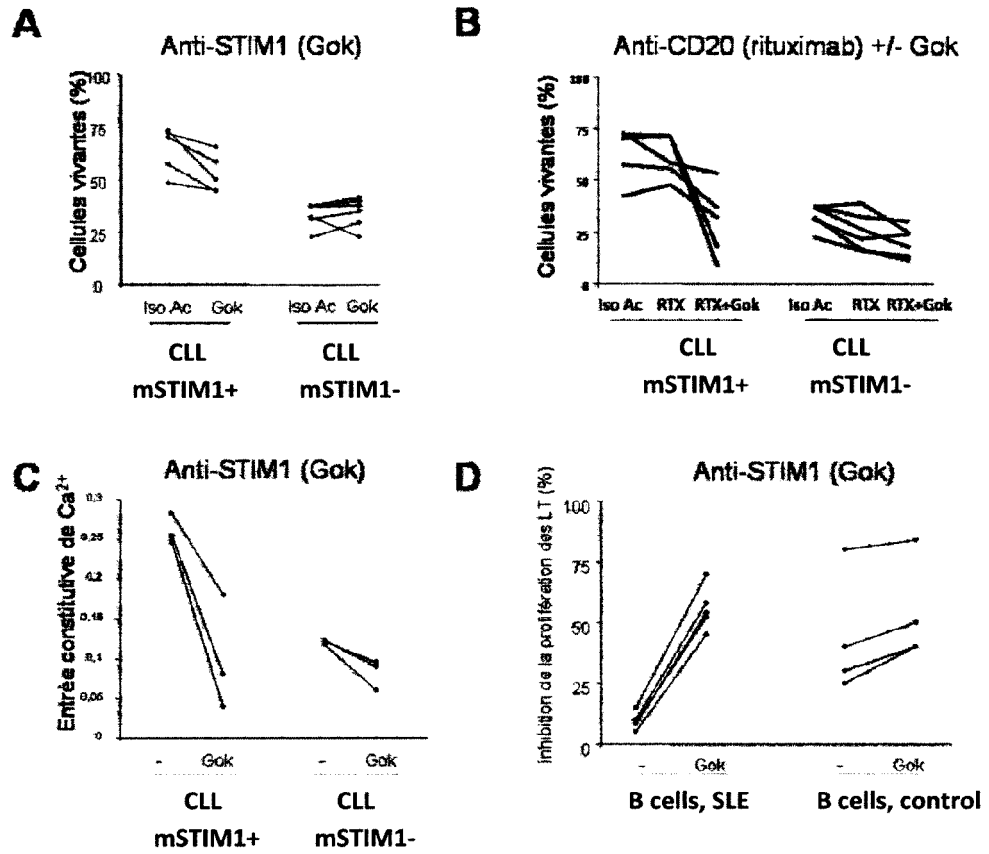 A
Anti-STIM1 (Gok)
Cellules vivantes (%)
100
75
50
25
0
Iso Ac Gok
Iso Ac Gok
CLL
mSTIM1+
CLL
mSTIM1-
B
Anti-CD20 (rituximab) +/- Gok
Cellules vivantes (%)
100
75
50
25
0
Iso Ac RTX RTX+Gok
Iso Ac RTX RTX+Gok
CLL
mSTIM1+
CLL
mSTIM1-
C
Anti-STIM1 (Gok)
Entrée constitutive de Ca2+
0,3
0,25
0,2
0,15
0,1
0,05
0
- Gok
- Gok
CLL
mSTIM1+
CLL
mSTIM1-
D
Anti-STIM1 (Gok)
inhibition de la prolifération des LT (%)
100
75
50
25
0
- Gok
- Gok
B cells, SLE
B cells, control